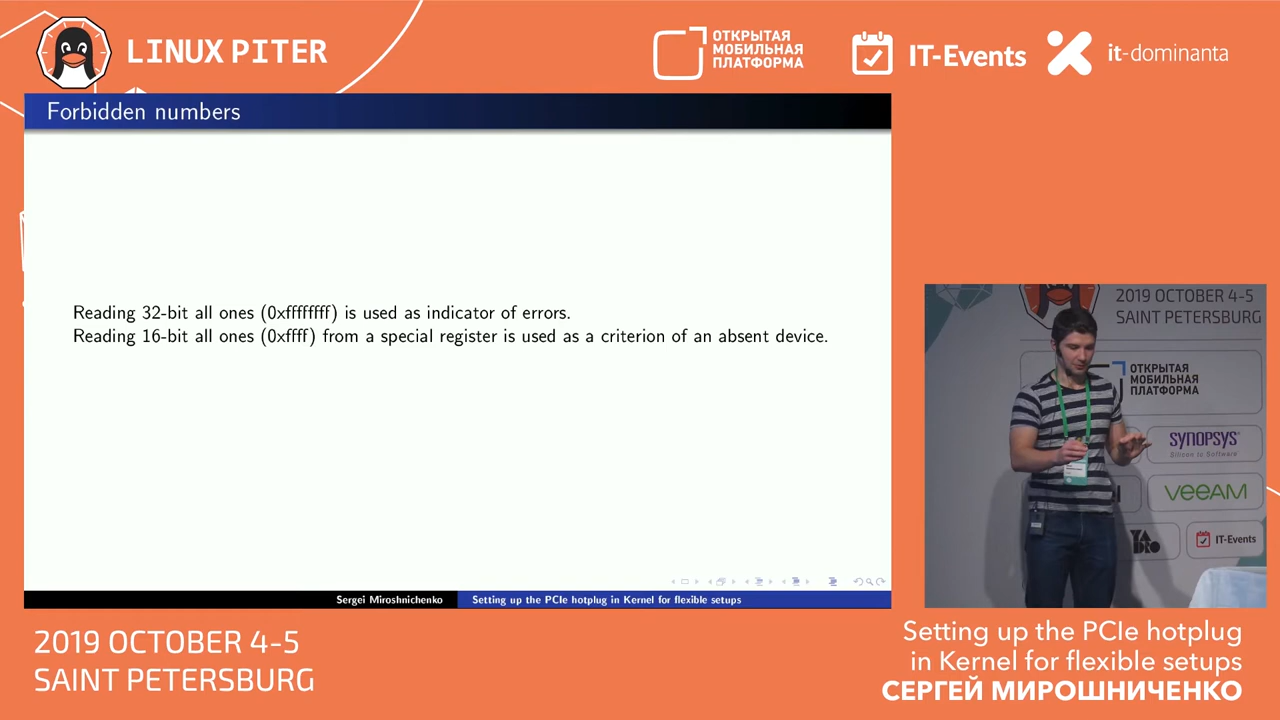 LINUX PITER
ОТКРЫТАЯ
МОБИЛЬНАЯ
ПЛАТФОРМА
IT-Events
it-dominanta
Forbidden numbers
Reading 32-bit all ones (0xffffffff) is used as indicator of errors.
Reading 16-bit all ones (0xffff) from a special register is used as a criterion of an absent device.
Sergei Miroshnichenko
Setting up the PCIe hotplug in Kernel for flexible setups
2019 OCTOBER 4-5
SAINT PETERSBURG
ОТКРЫТАЯ
МОБИЛЬНАЯ
ПЛАТФОРМА
SYNOPSYS
Silicon to Software
VEEAM
YADRO
IT-Events
2019 OCTOBER 4-5
SAINT PETERSBURG
Setting up the PCIe hotplug
in Kernel for flexible setups
СЕРГЕЙ МИРОШНИЧЕНКО